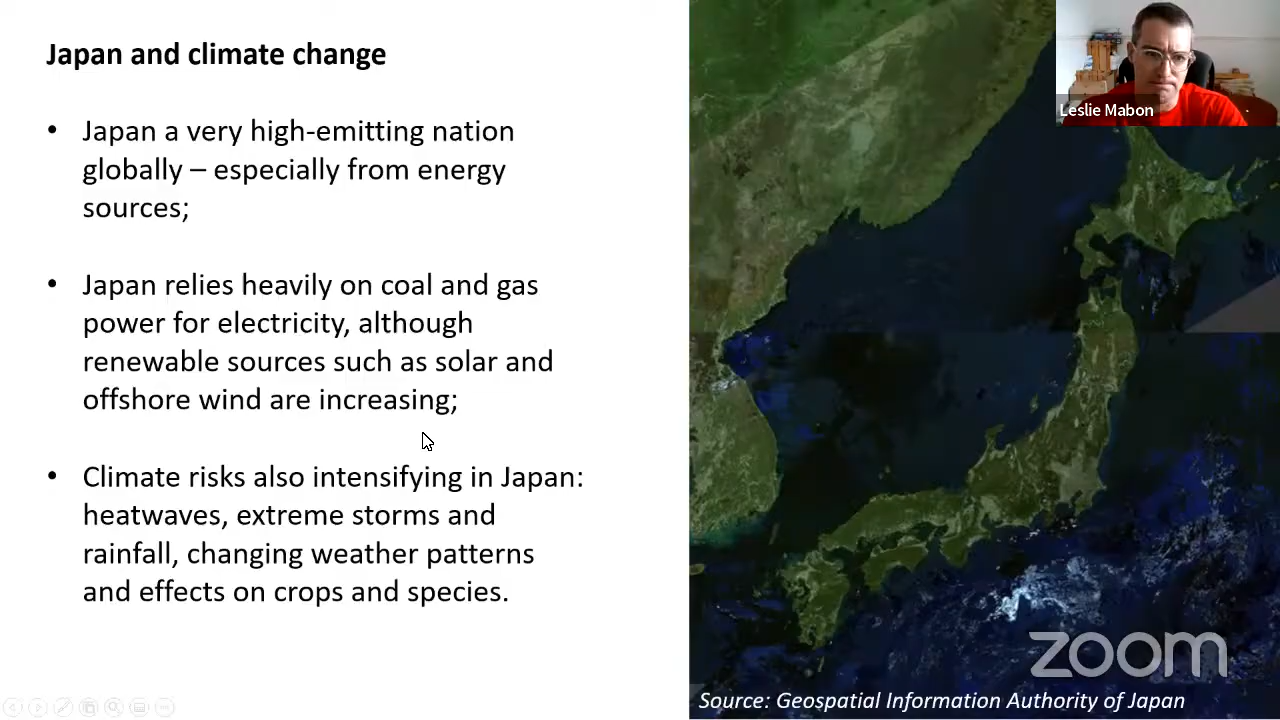 Japan and climate change
• Japan a very high-emitting nation
globally – especially from energy
sources;
• Japan relies heavily on coal and gas
power for electricity, although
renewable sources such as solar and
offshore wind are increasing;
• Climate risks also intensifying in Japan:
heatwaves, extreme storms and
rainfall, changing weather patterns
and effects on crops and species.
Leslie Mabon
zoom
Source: Geospatial Information Authority of Japan